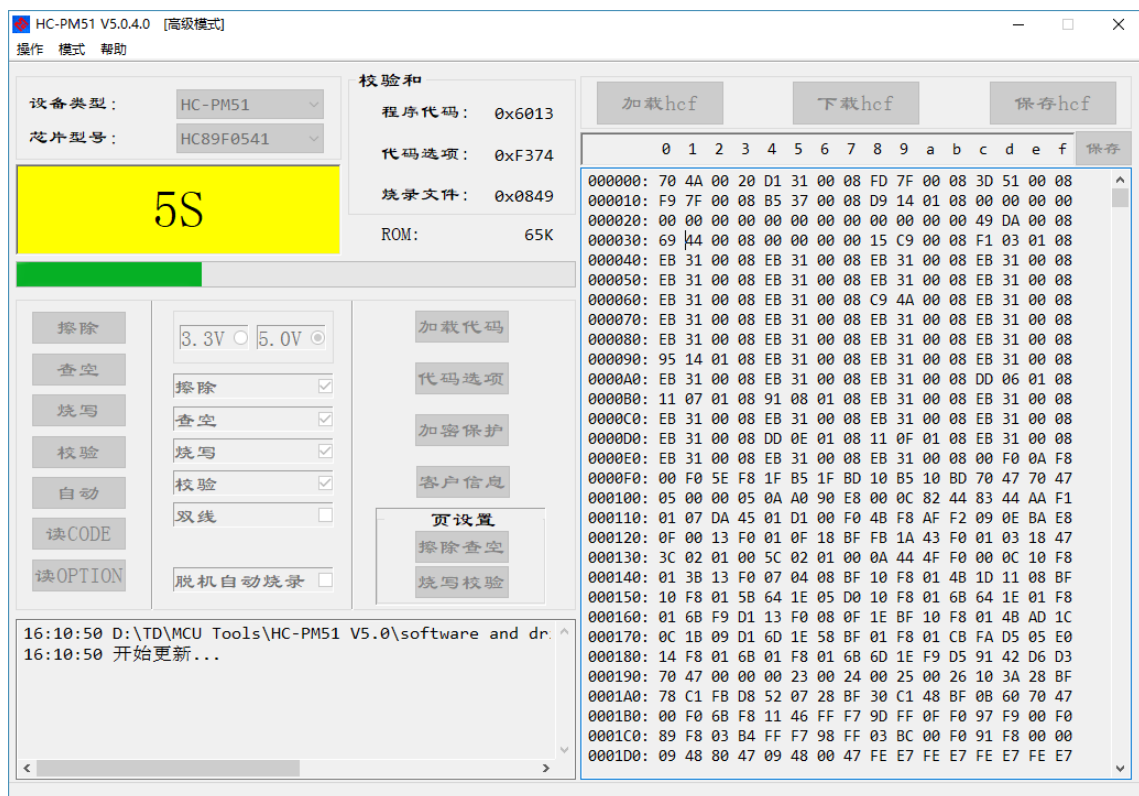 HC-PM51 V5.0.4.0 [高级模式]
操作 模式 帮助
设备类型: HC-PM51
芯片型号: HC89F0541
5S
校验和
程序代码: 0x6013
代码选项: 0xF374
烧录文件: 0x0849
ROM: 65K
擦除
查空
烧写
校验
自动
读CODE
读OPTION
3.3V 5.0V
擦除
查空
烧写
校验
双线
脱机自动烧录
加载代码
代码选项
加密保护
客户信息
页设置
擦除查空
烧写校验
16:10:50 D:\TD\MCU Tools\HC-PM51 V5.0\software and dr
16:10:50 开始更新...
加载hcf 下载hcf 保存hcf
0 1 2 3 4 5 6 7 8 9 a b c d e f 保存
000000: 70 4A 00 20 D1 31 00 08 FD 7F 00 08 3D 51 00 08
000010: F9 7F 00 08 B5 37 00 08 D9 14 01 08 00 00 00 00
000020: 00 00 00 00 00 00 00 00 00 00 00 00 49 DA 00 08
000030: 69 44 00 08 00 00 00 00 15 C9 00 08 F1 03 01 08
000040: EB 31 00 08 EB 31 00 08 EB 31 00 08 EB 31 00 08
000050: EB 31 00 08 EB 31 00 08 EB 31 00 08 EB 31 00 08
000060: EB 31 00 08 EB 31 00 08 C9 4A 00 08 EB 31 00 08
000070: EB 31 00 08 EB 31 00 08 EB 31 00 08 EB 31 00 08
000080: EB 31 00 08 EB 31 00 08 EB 31 00 08 EB 31 00 08
000090: 95 14 01 08 EB 31 00 08 EB 31 00 08 EB 31 00 08
0000A0: EB 31 00 08 EB 31 00 08 EB 31 00 08 DD 06 01 08
0000B0: 11 07 01 08 91 08 01 08 EB 31 00 08 EB 31 00 08
0000C0: EB 31 00 08 EB 31 00 08 EB 31 00 08 EB 31 00 08
0000D0: EB 31 00 08 DD 0E 01 08 11 0F 01 08 EB 31 00 08
0000E0: EB 31 00 08 EB 31 00 08 EB 31 00 08 00 F0 0A F8
0000F0: 00 F0 5E F8 1F B5 1F BD 10 B5 10 BD 70 47 70 47
000100: 05 00 00 05 0A A0 90 E8 00 0C 82 44 83 44 AA F1
000110: 01 07 DA 45 01 D1 00 F0 4B F8 AF F2 09 0E BA E8
000120: 0F 00 13 F0 01 0F 18 BF FB 1A 43 F0 01 03 18 47
000130: 3C 02 01 00 5C 02 01 00 0A 44 4F F0 00 0C 10 F8
000140: 01 3B 13 F0 07 04 08 BF 10 F8 01 4B 1D 11 08 BF
000150: 10 F8 01 5B 64 1E 05 D0 10 F8 01 6B 64 1E 01 F8
000160: 01 6B F9 D1 13 F0 08 0F 1E BF 10 F8 01 4B AD 1C
000170: 0C 1B 09 D1 6D 1E 58 BF 01 F8 01 CB FA D5 05 E0
000180: 14 F8 01 6B 01 F8 01 6B 6D 1E F9 D5 91 42 D6 D3
000190: 70 47 00 00 00 23 00 24 00 25 00 26 10 3A 28 BF
0001A0: 78 C1 FB D8 52 07 28 BF 30 C1 48 BF 0B 60 70 47
0001B0: 00 F0 6B F8 11 46 FF F7 9D FF 0F F0 97 F9 00 F0
0001C0: 89 F8 03 B4 FF F7 98 FF 03 BC 00 F0 91 F8 00 00
0001D0: 09 48 80 47 09 48 00 47 FE E7 FE E7 FE E7 FE E7